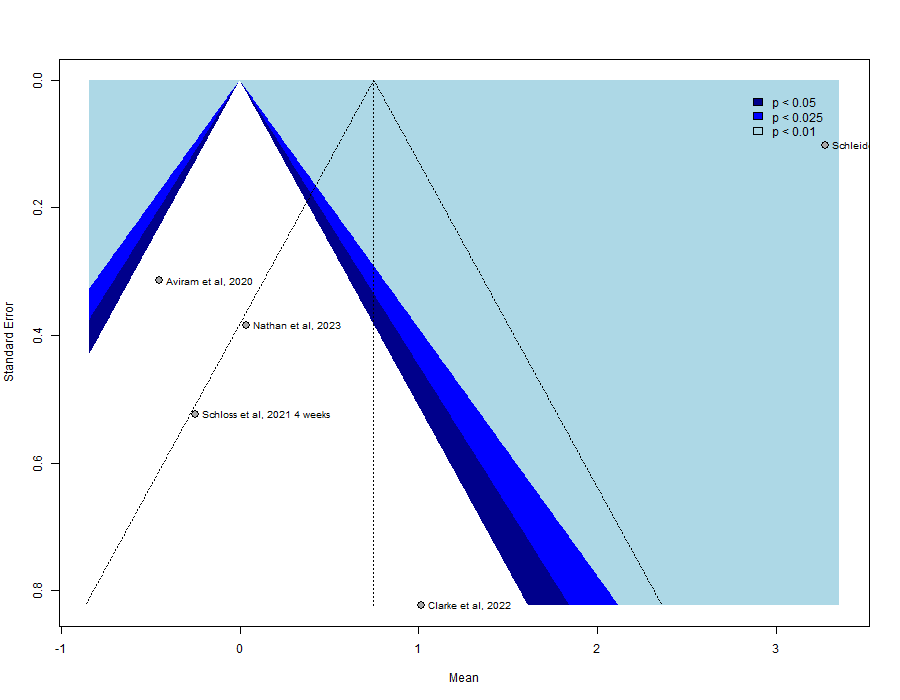 0.0
0.2
0.4
0.6
0.8
Standard Error
p < 0.05
p < 0.025
p < 0.01
Schleid
Aviram et al, 2020
Nathan et al, 2023
Schloss et al, 2021 4 weeks
Clarke et al, 2022
-1
0
1
2
3
Mean